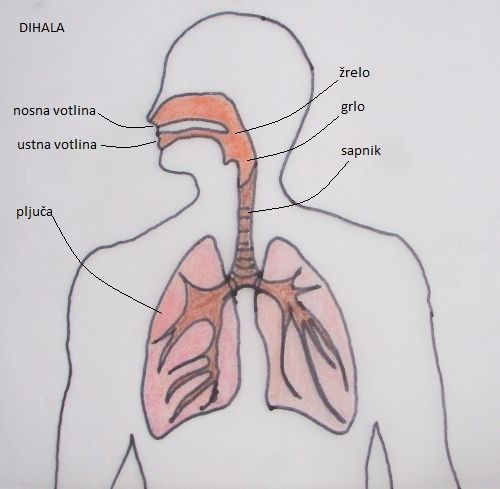 DIHALA
žrelo
nosna votlina
grlo
ustna votlina
sapnik
pljuča